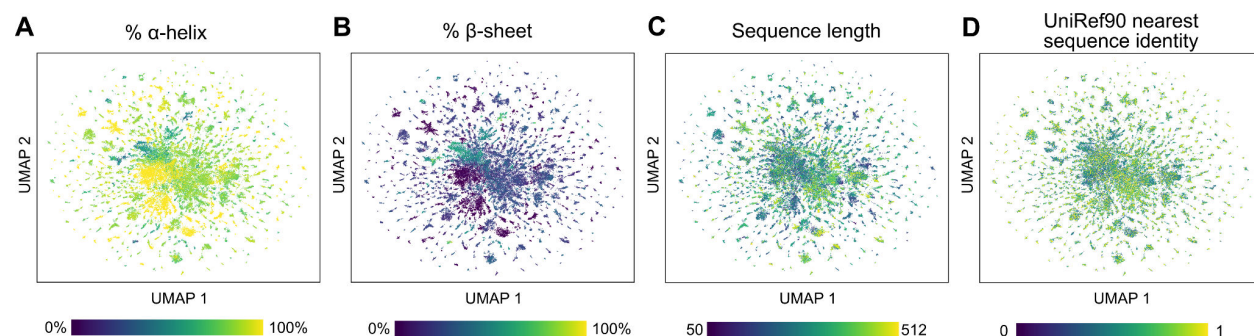 A
% α-helix
UMAP 2
UMAP 1
0%
100%
B
% β-sheet
UMAP 2
UMAP 1
0%
100%
C
Sequence length
UMAP 2
UMAP 1
50
512
D
UniRef90 nearest
sequence identity
UMAP 2
UMAP 1
0
1